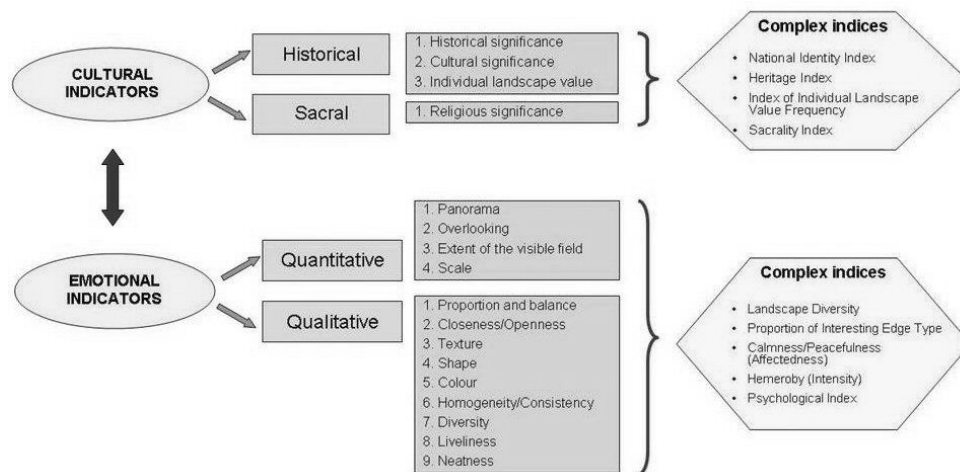 CULTURAL
INDICATORS
Historical
1. Historical significance
2. Cultural significance
3. Individual landscape value
Sacral
1. Religious significance
Complex indices
• National Identity Index
• Heritage Index
• Index of Individual Landscape
Value Frequency
• Sacrality Index
EMOTIONAL
INDICATORS
Quantitative
1. Panorama
2. Overlooking
3. Extent of the visible field
4. Scale
Qualitative
1. Proportion and balance
2. Closeness/Openness
3. Texture
4. Shape
5. Colour
6. Homogeneity/Consistency
7. Diversity
8. Liveliness
9. Neatness
Complex indices
• Landscape Diversity
• Proportion of Interesting Edge Type
• Calmness/Peacefulness
(Affectedness)
• Hemeroby (Intensity)
• Psychological Index